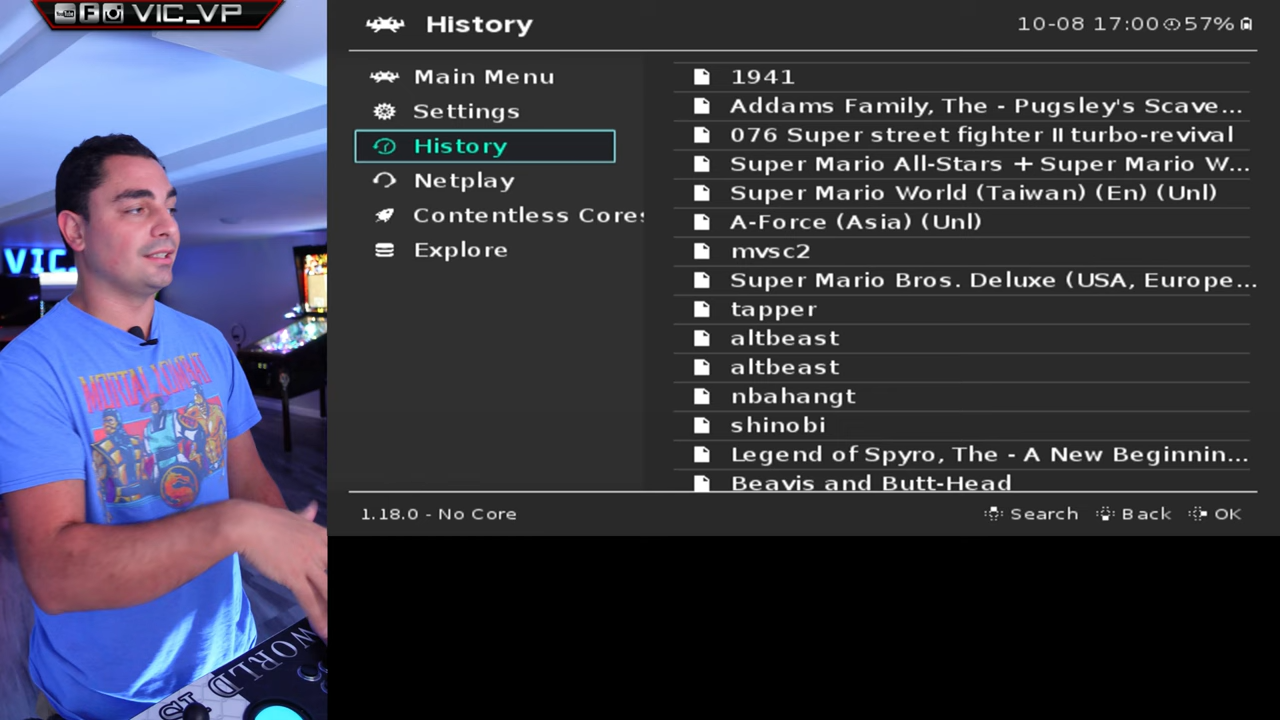 VIC_VP
History
10-08 17:00 57%
Main Menu
Settings
History
Netplay
Contentless Cores
Explore
1941
Addams Family, The - Pugsley's Scave...
076 Super street fighter II turbo-revival
Super Mario All-Stars + Super Mario W...
Super Mario World (Taiwan) (En) (Unl)
A-Force (Asia) (Unl)
mvsc2
Super Mario Bros. Deluxe (USA, Europe...
tapper
altbeast
altbeast
nbahangt
shinobi
Legend of Spyro, The - A New Beginnin...
Beavis and Butt-Head
1.18.0 - No Core
Search
Back
OK
VIC
MORTAL KOMBAT
WORLD